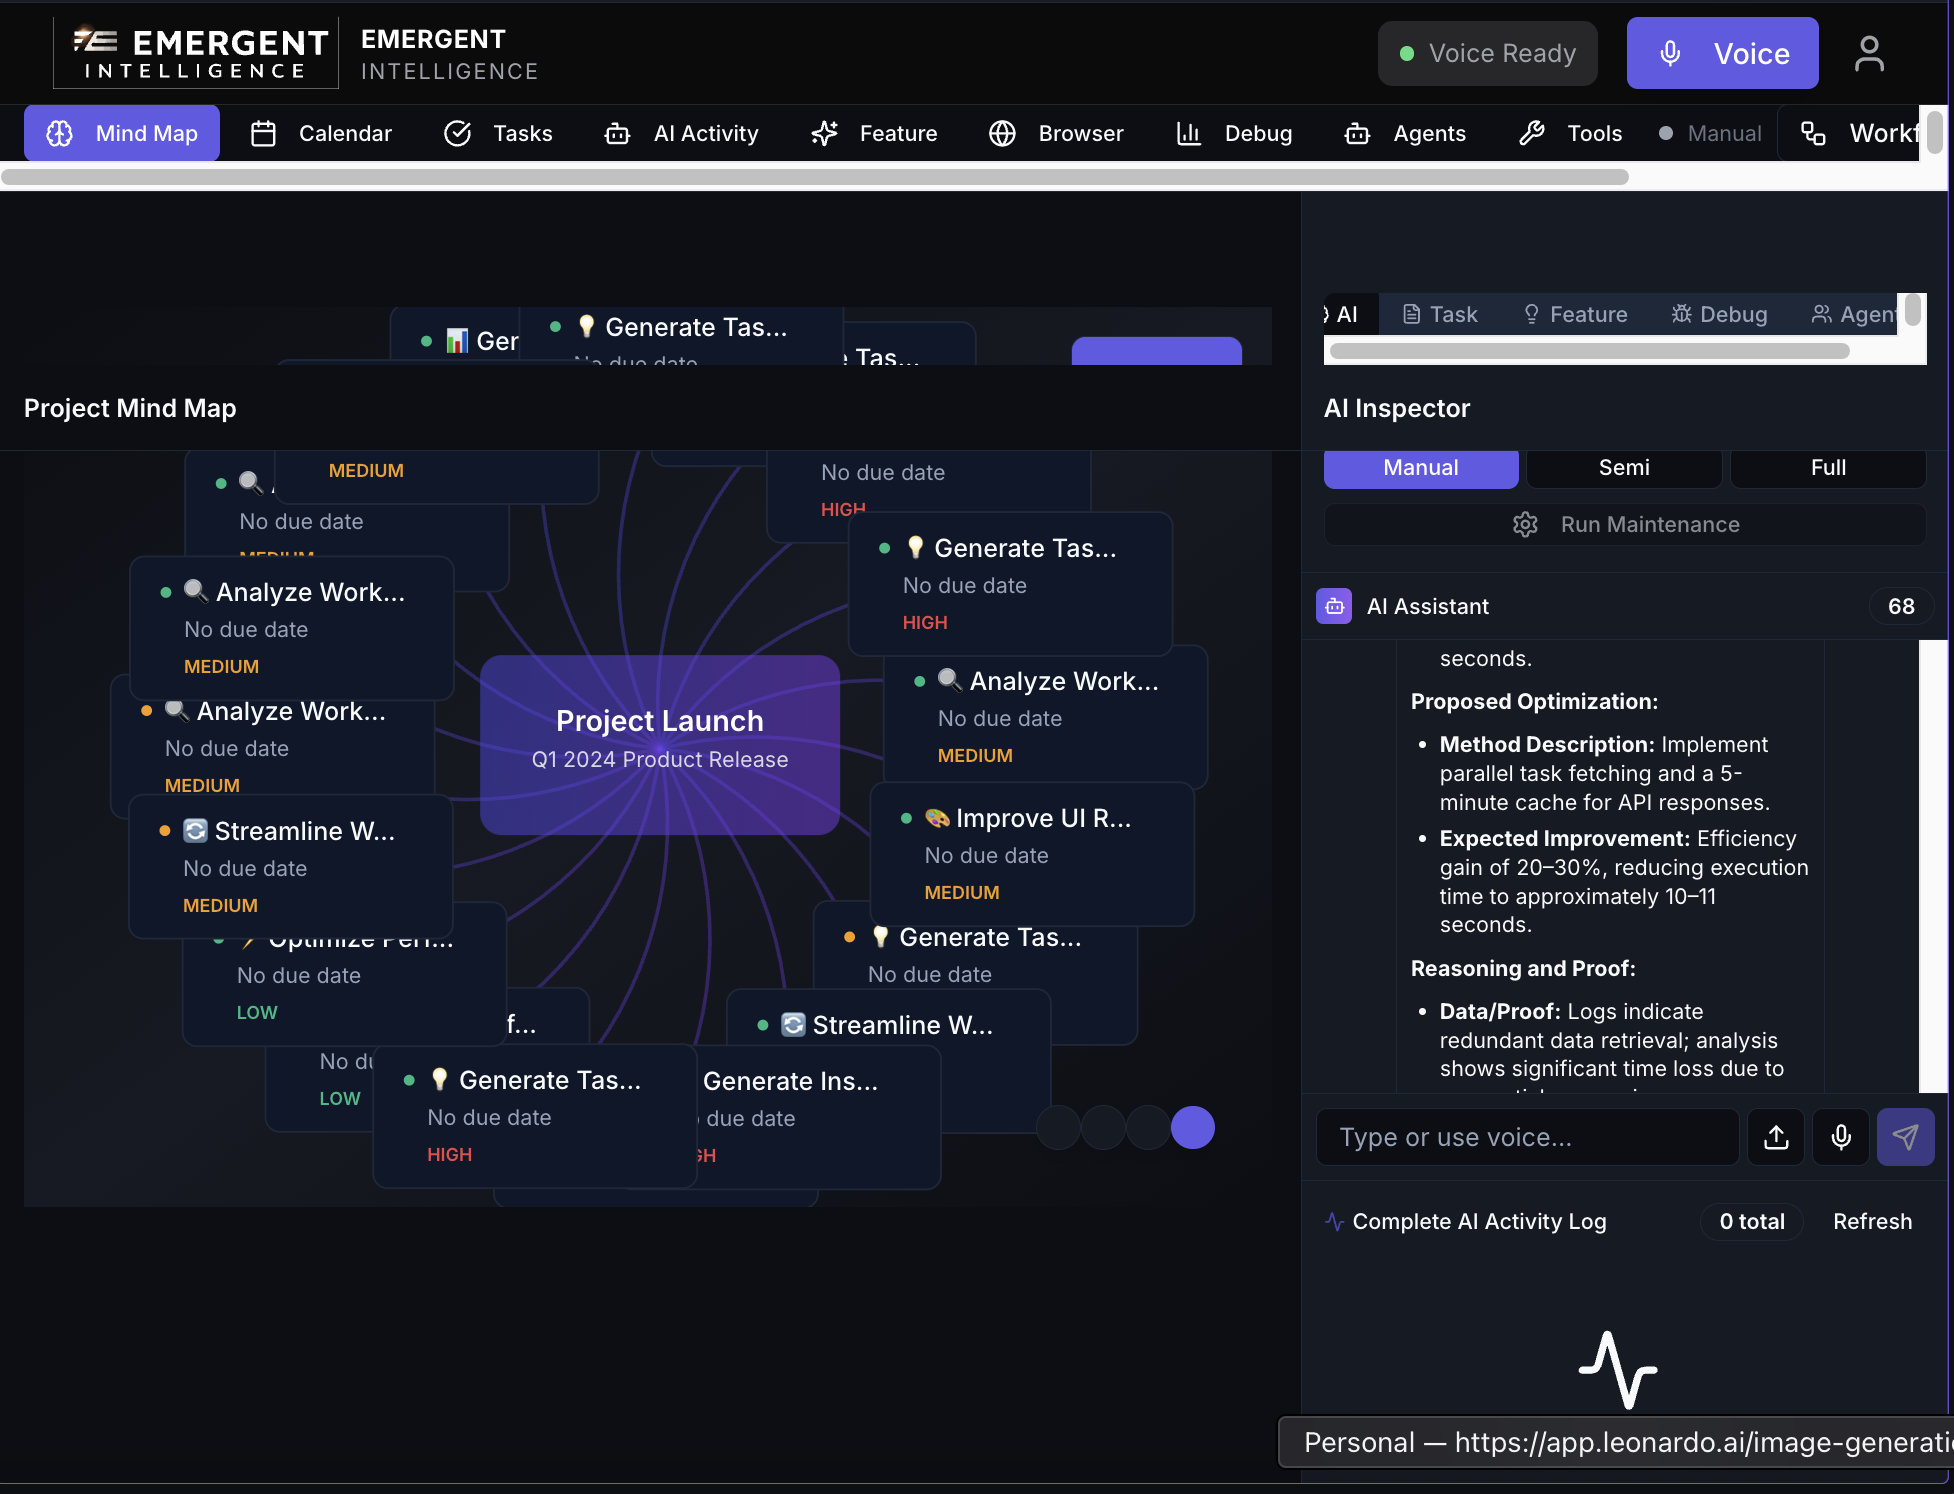 EMERGENT
INTELLIGENCE
EMERGENT
INTELLIGENCE
Voice Ready
Voice
Mind Map
Calendar
Tasks
AI Activity
Feature
Browser
Debug
Agents
Tools
Manual
Workf
Ger
Generate Tas...
No due date
e Tas...
Project Mind Map
MEDIUM
No due date
MEDIUM
No due date
HIGH
Generate Tas...
No due date
HIGH
Analyze Work...
No due date
MEDIUM
Analyze Work...
No due date
MEDIUM
Analyze Work...
No due date
MEDIUM
Project Launch
Q1 2024 Product Release
Streamline W...
No due date
MEDIUM
Improve UI R...
No due date
MEDIUM
Optimize Perf...
No due date
LOW
Generate Tas...
No due date
f...
No du
LOW
Streamline W...
Generate Tas...
No due date
HIGH
Generate Ins...
due date
GH
AI
Task
Feature
Debug
Agent
AI Inspector
Manual
Semi
Full
Run Maintenance
AI Assistant
68
seconds.
Proposed Optimization:
• Method Description: Implement
parallel task fetching and a 5-
minute cache for API responses.
• Expected Improvement: Efficiency
gain of 20–30%, reducing execution
time to approximately 10–11
seconds.
Reasoning and Proof:
• Data/Proof: Logs indicate
redundant data retrieval; analysis
shows significant time loss due to
Type or use voice...
Complete AI Activity Log
0 total
Refresh
Personal — https://app.leonardo.ai/image-generati